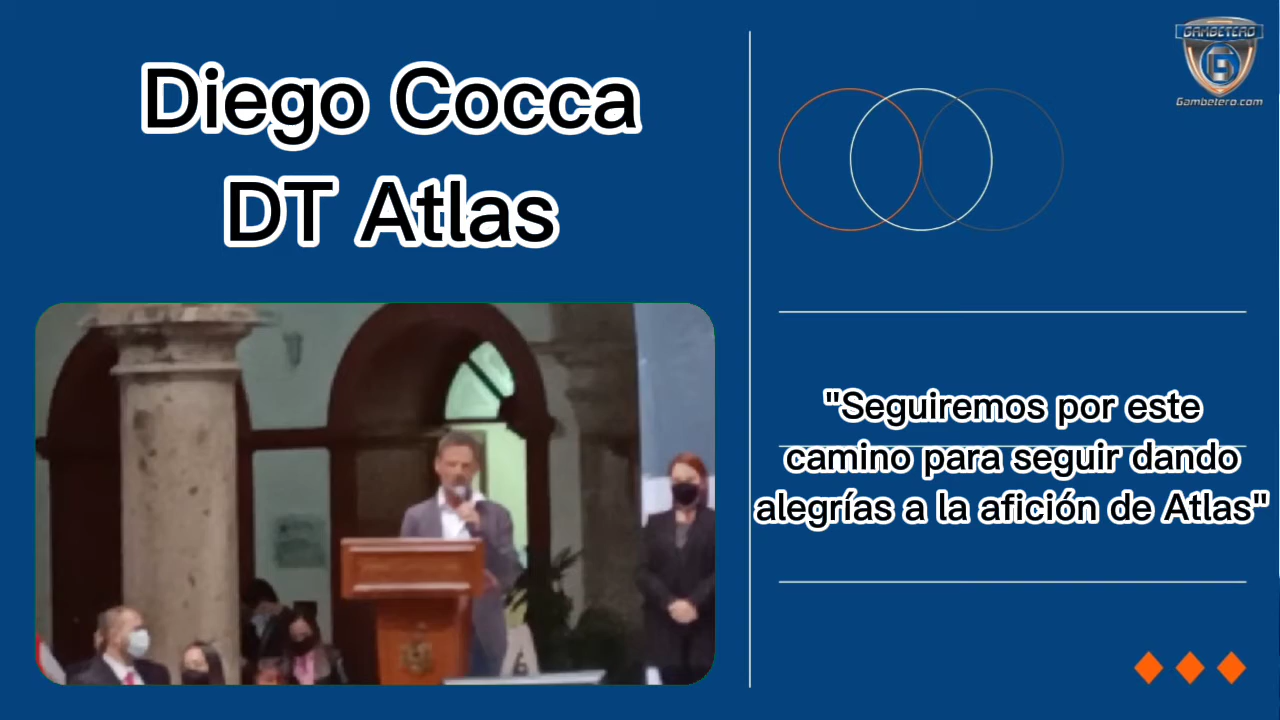 Diego Cocca
DT Atlas
GAMBETERO
G
Gambetero.com
"Seguiremos por este
camino para seguir dando
alegrías a la afición de Atlas"